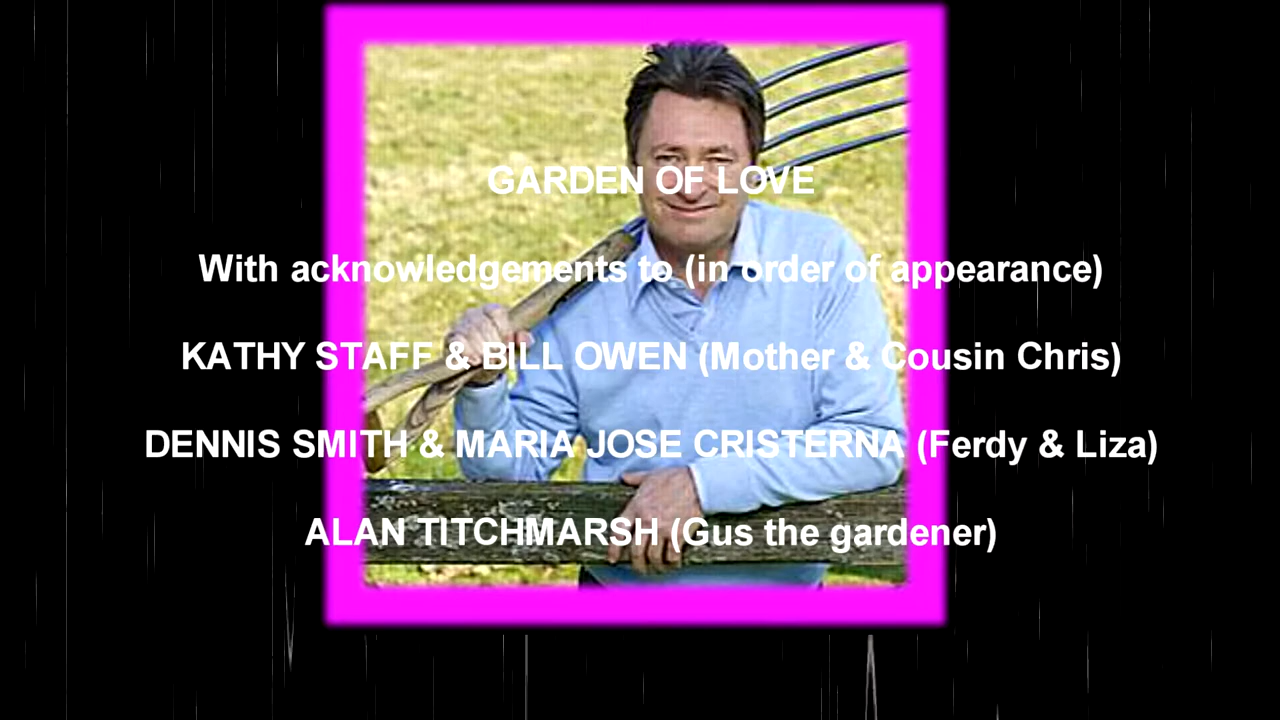 GARDEN OF LOVE
With acknowledgements to (in order of appearance)
KATHY STAFF & BILL OWEN (Mother & Cousin Chris)
DENNIS SMITH & MARIA JOSE CRISTERNA (Ferdy & Liza)
ALAN TITCHMARSH (Gus the gardener)